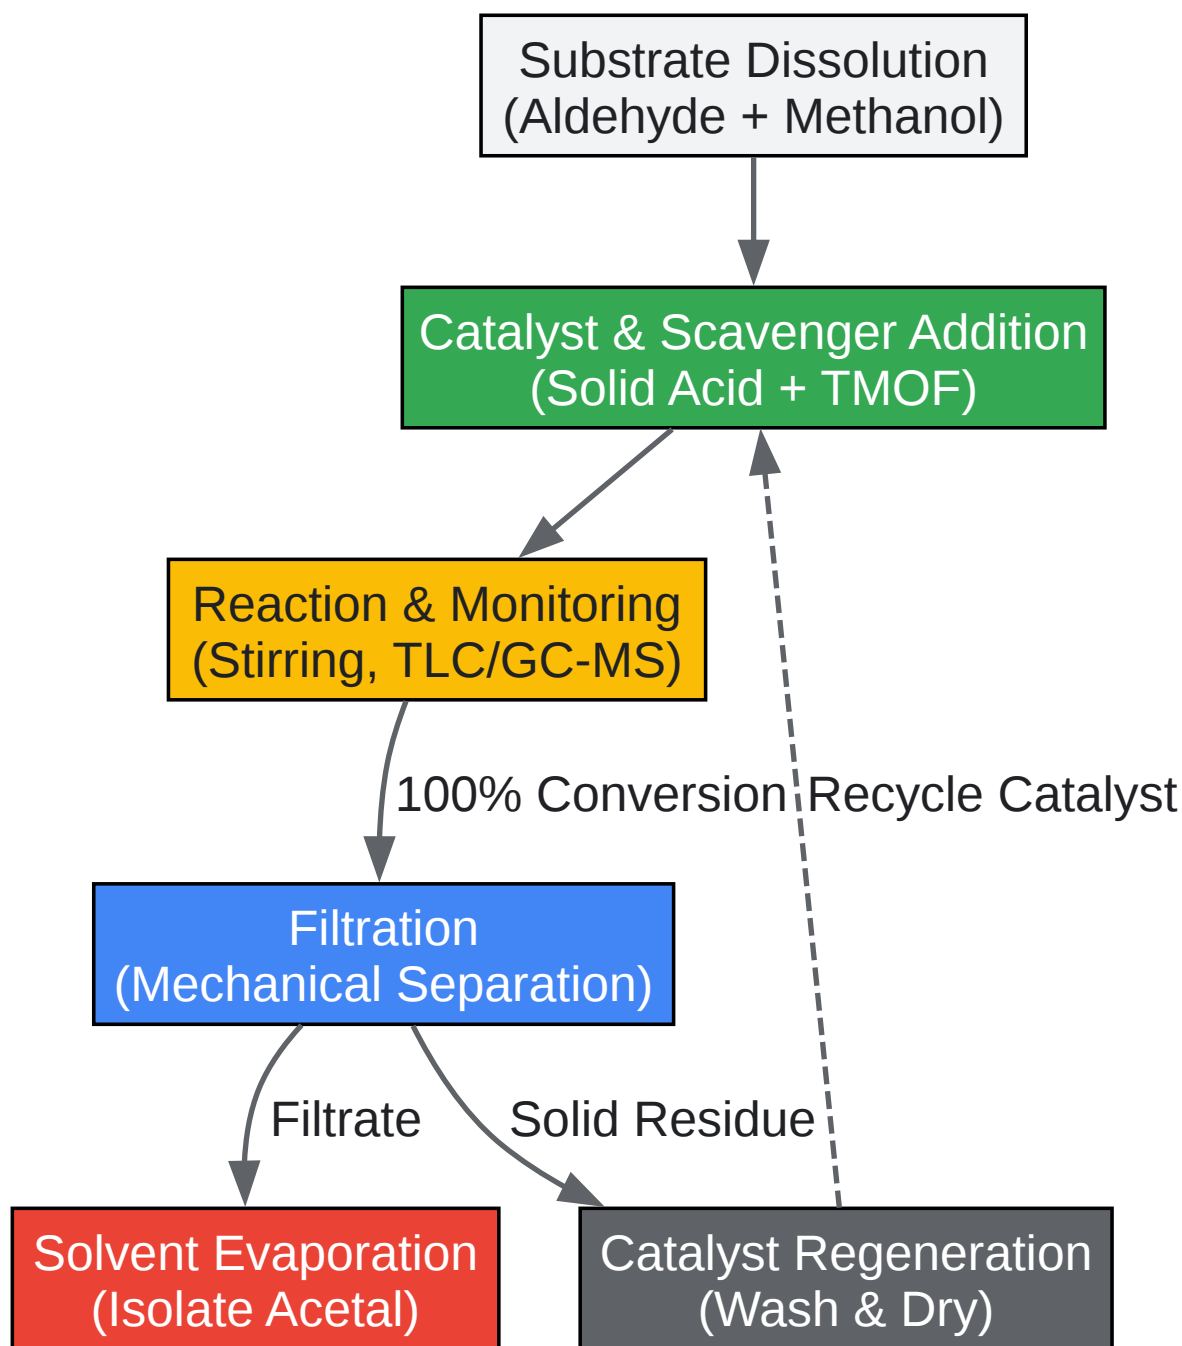 Substrate Dissolution
(Aldehyde + Methanol)
Catalyst & Scavenger Addition
(Solid Acid + TMOF)
Reaction & Monitoring
(Stirring, TLC/GC-MS)
100% Conversion
Recycle Catalyst
Filtration
(Mechanical Separation)
Filtrate
Solid Residue
Solvent Evaporation
(Isolate Acetal)
Catalyst Regeneration
(Wash & Dry)